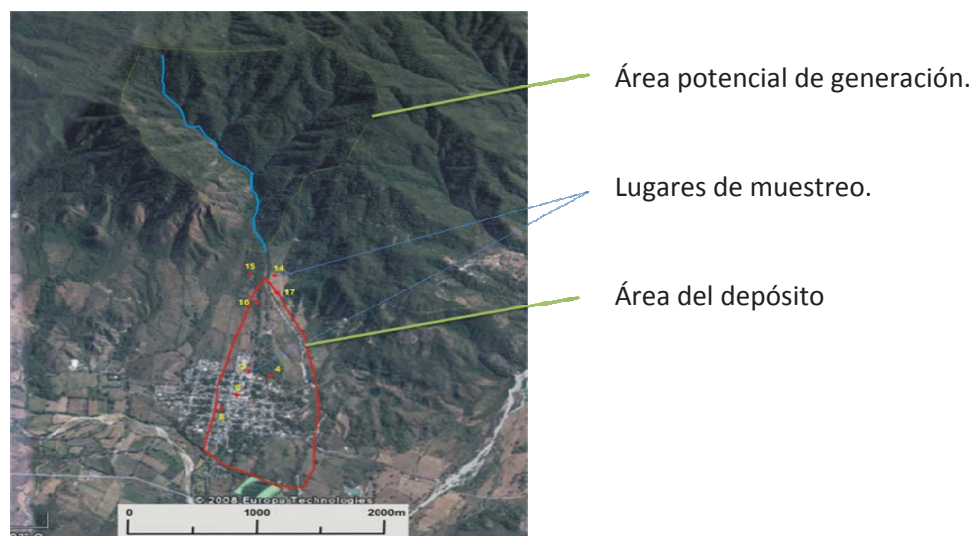 Área potencial de generación.
Lugares de muestreo.
15 14
17
16
4
© 2008 Europa Technologies
0 1000 2000m
Área del depósito